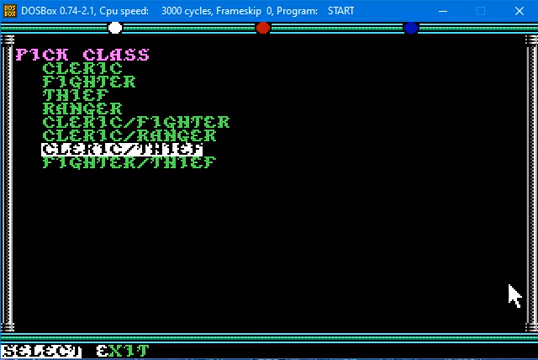 DOSBox 0.74-2.1, Cpu speed: 3000 cycles, Frameskip 0, Program: START
PICK CLASS
CLERIC
FIGHTER
THIEF
RANGER
CLERIC/FIGHTER
CLERIC/RANGER
CLERIC/THIEF
FIGHTER/THIEF
SELECT EXIT